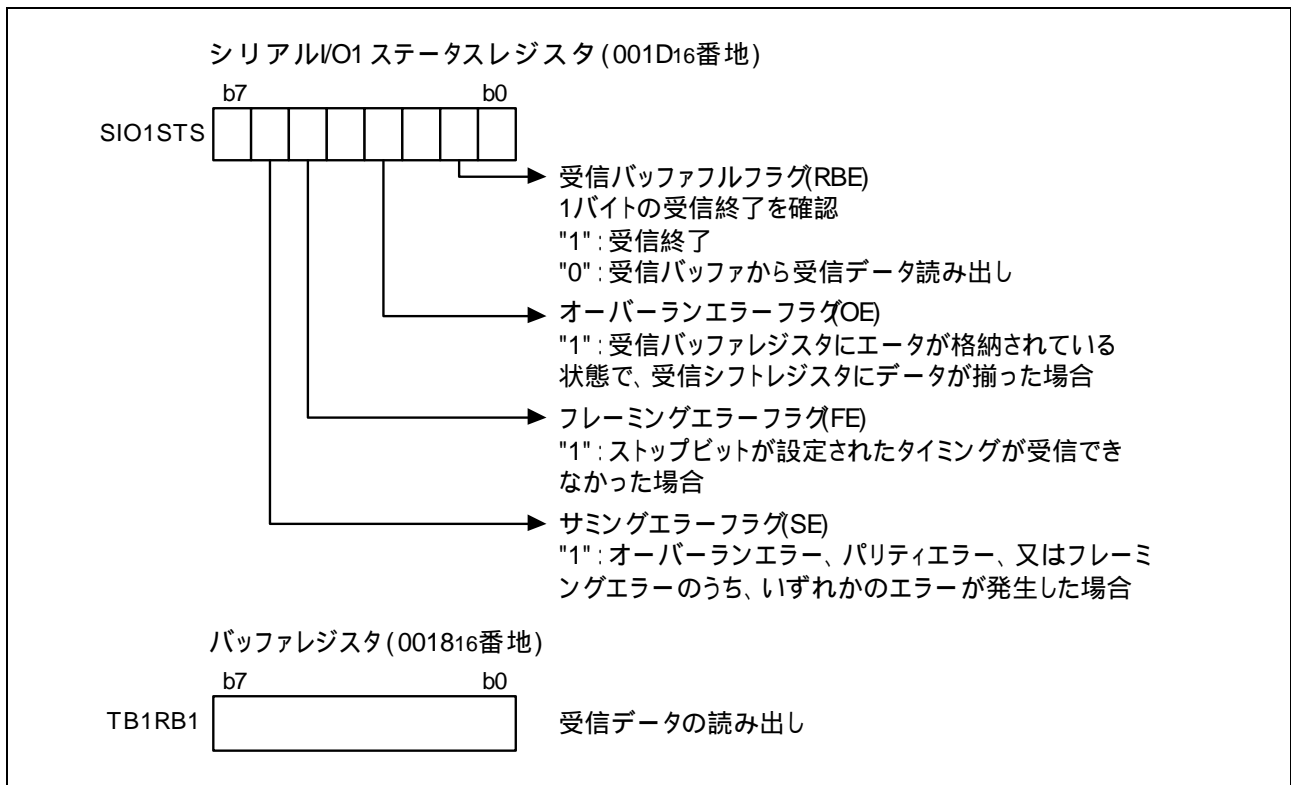 シリアルI/O1 ステータスレジスタ(001D16番地)
b7 b0
SIO1STS
受信バッファフルフラグ(RBE)
1バイトの受信終了を確認
"1" : 受信終了
"0" : 受信バッファから受信データ読み出し
オーバーランエラーフラグ(OE)
"1" : 受信バッファレジスタにエータが格納されている
状態で、受信シフトレジスタにデータが揃った場合
フレーミングエラーフラグ(FE)
"1" : ストップビットが設定されたタイミングが受信でき
なかった場合
サミングエラーフラグ(SE)
"1" : オーバーランエラー、パリティエラー、又はフレーミ
ングエラーのうち、いずれかのエラーが発生した場合
バッファレジスタ(001816番地)
b7 b0
TB1RB1
受信データの読み出し